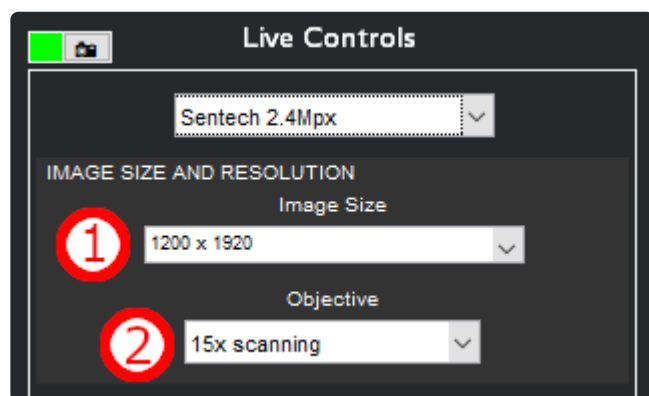 Live Controls
Sentech 2.4Mpx
IMAGE SIZE AND RESOLUTION
Image Size
1 1200 x 1920
Objective
2 15x scanning